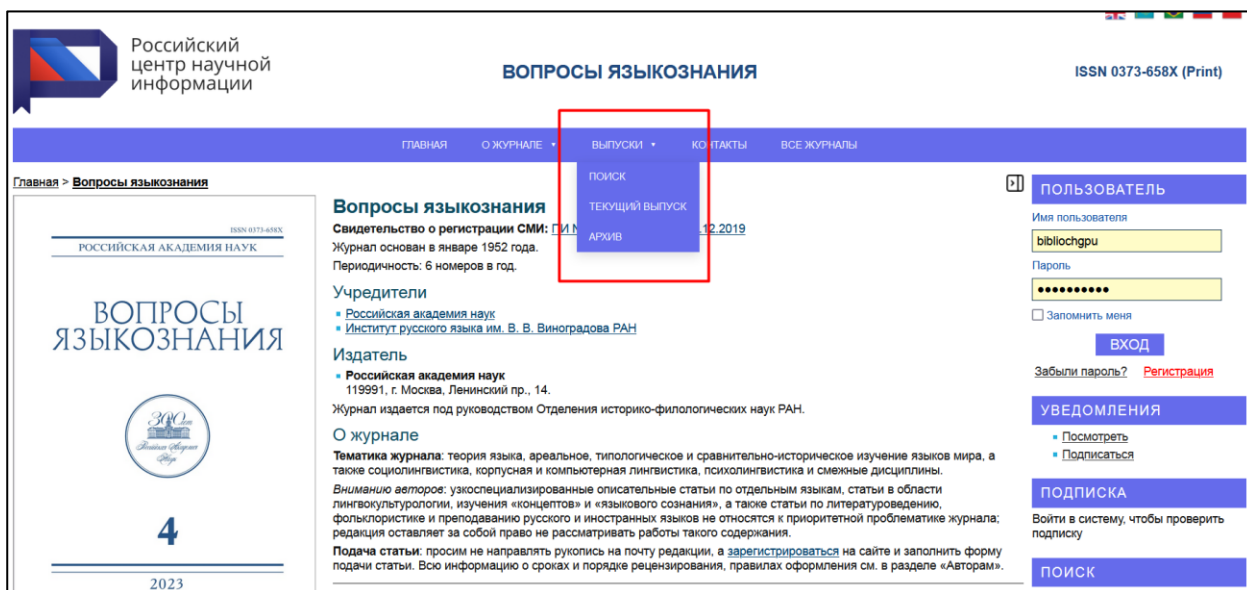 Российский
центр научной
информации
ВОПРОСЫ ЯЗЫКОЗНАНИЯ
ISSN 0373-658X (Print)
ГЛАВНАЯ О ЖУРНАЛЕ ВЫПУСКИ КОНТАКТЫ ВСЕ ЖУРНАЛЫ
ПОИСК
ТЕКУЩИЙ ВЫПУСК
АРХИВ
Главная > Вопросы языкознания
ISSN 0373-658X
РОССИЙСКАЯ АКАДЕМИЯ НАУК
ВОПРОСЫ
ЯЗЫКОЗНАНИЯ
300 лет
Российская Академия
Наук
4
2023
Вопросы языкознания
Свидетельство о регистрации СМИ: ПИ .12.2019
Журнал основан в январе 1952 года.
Периодичность: 6 номеров в год.
Учредители
Российская академия наук
Институт русского языка им. В. В. Виноградова РАН
Издатель
Российская академия наук
119991, г. Москва, Ленинский пр., 14.
Журнал издается под руководством Отделения историко-филологических наук РАН.
О журнале
Тематика журнала: теория языка, ареальное, типологическое и сравнительно-историческое изучение языков мира, а
также социолингвистика, корпусная и компьютерная лингвистика, психолингвистика и смежные дисциплины.
Вниманию авторов: узкоспециализированные описательные статьи по отдельным языкам, статьи в области
лингвокультурологии, изучения «концептов» и «языкового сознания», а также статьи по литературоведению,
фольклористике и преподаванию русского и иностранных языков не относятся к приоритетной проблематике журнала;
редакция оставляет за собой право не рассматривать работы такого содержания.
Подача статьи: просим не направлять рукопись на почту редакции, а зарегистрироваться на сайте и заполнить форму
подачи статьи. Всю информацию о сроках и порядке рецензирования, правилах оформления см. в разделе «Авторам».
ПОЛЬЗОВАТЕЛЬ
Имя пользователя
bibliochgpu
Пароль
••••••••••
Запомнить меня
ВХОД
Забыли пароль? Регистрация
УВЕДОМЛЕНИЯ
Посмотреть
Подписаться
ПОДПИСКА
Войти в систему, чтобы проверить
подписку
ПОИСК